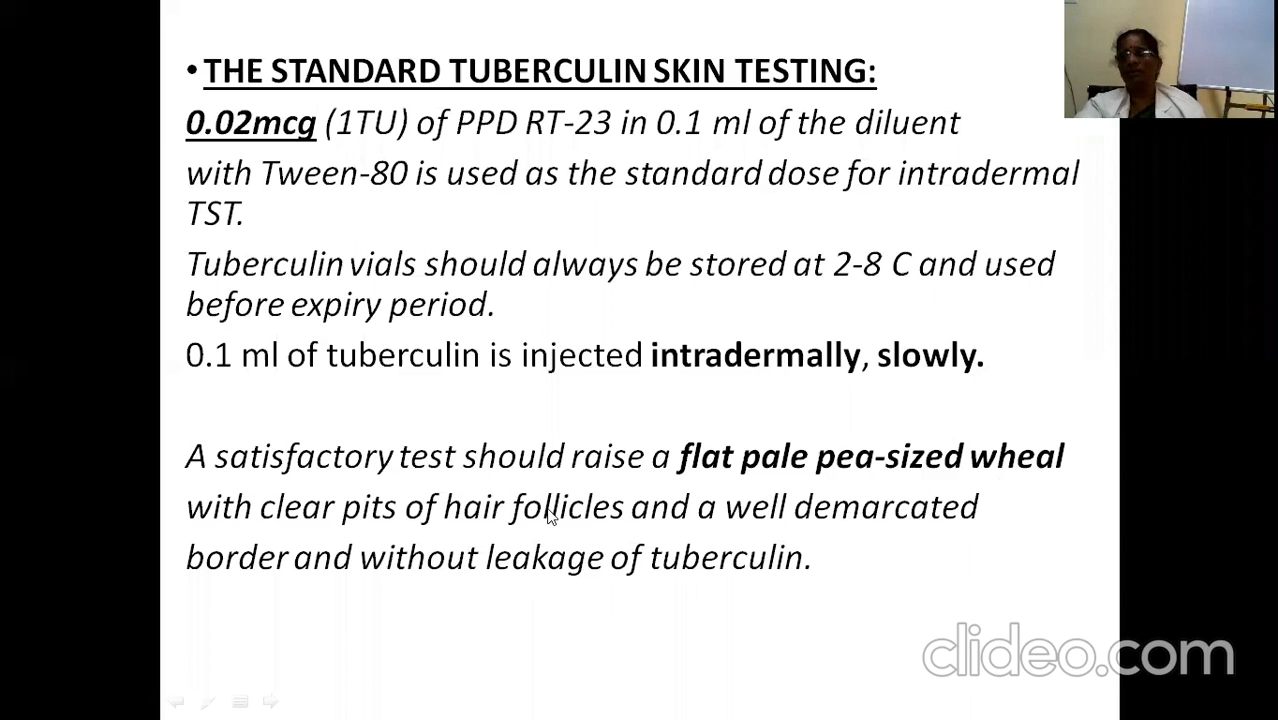 • THE STANDARD TUBERCULIN SKIN TESTING:
0.02mcg (1TU) of PPD RT-23 in 0.1 ml of the diluent
with Tween-80 is used as the standard dose for intradermal
TST.
Tuberculin vials should always be stored at 2-8 C and used
before expiry period.
0.1 ml of tuberculin is injected intradermally, slowly.
A satisfactory test should raise a flat pale pea-sized wheal
with clear pits of hair follicles and a well demarcated
border and without leakage of tuberculin.
clideo.com